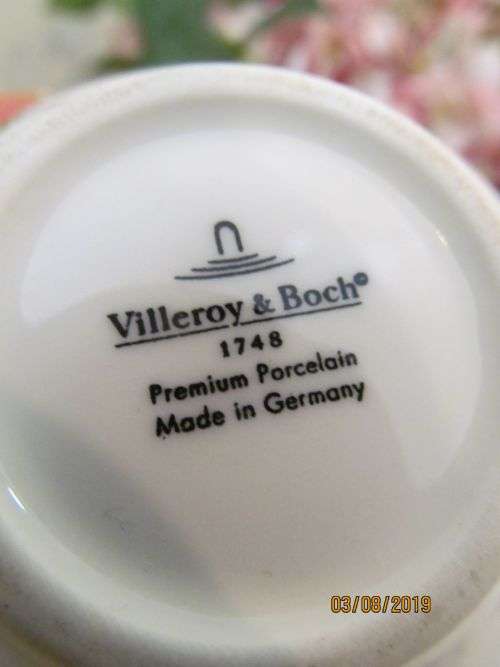 Villeroy & Boch®
1748
Premium Porcelain
Made in Germany
03/08/2019